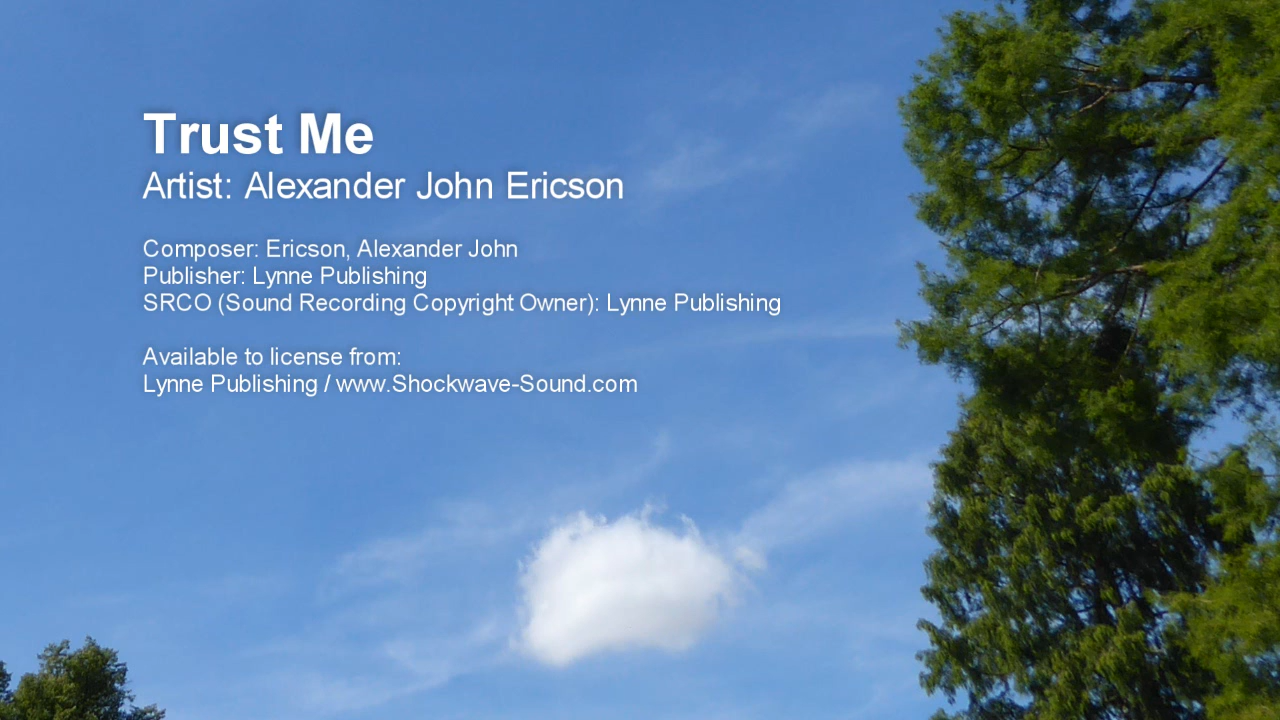 Trust Me
Artist: Alexander John Ericson
Composer: Ericson, Alexander John
Publisher: Lynne Publishing
SRCO (Sound Recording Copyright Owner): Lynne Publishing
Available to license from:
Lynne Publishing / www.Shockwave-Sound.com